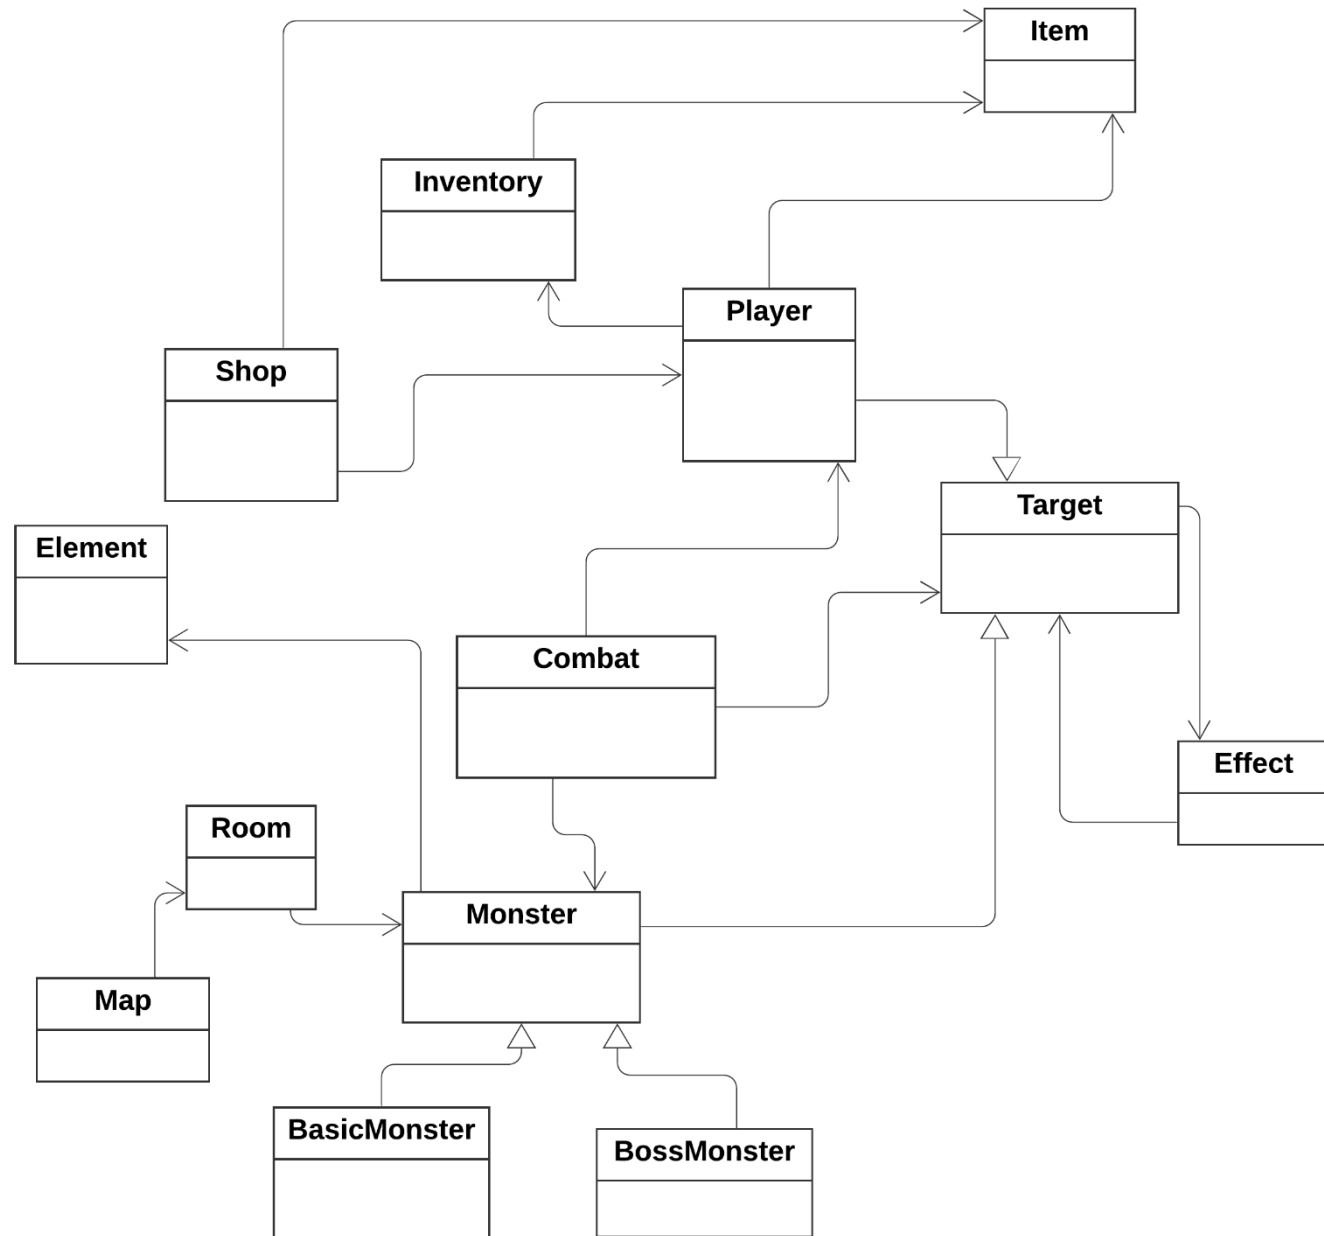 Item
Inventory
Player
Shop
Target
Element
Combat
Effect
Room
Monster
Map
BasicMonster
BossMonster